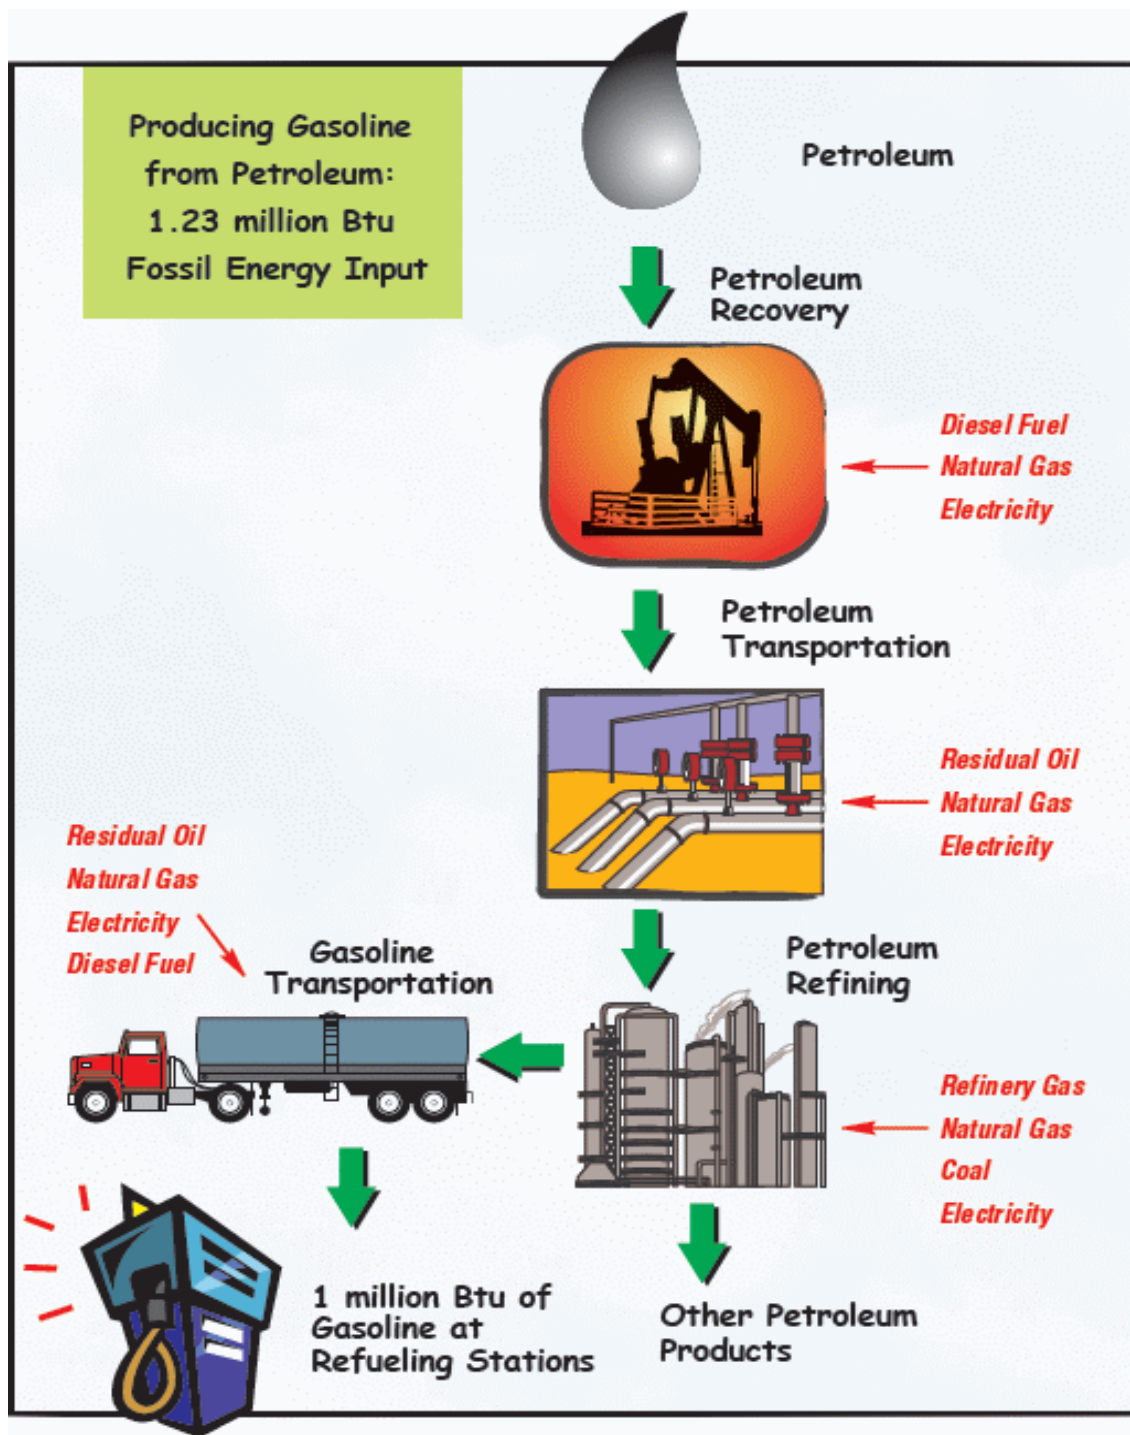 Producing Gasoline
from Petroleum:
1.23 million Btu
Fossil Energy Input
Petroleum
Petroleum
Recovery
Diesel Fuel
Natural Gas
Electricity
Petroleum
Transportation
Residual Oil
Natural Gas
Electricity
Petroleum
Refining
Refinery Gas
Natural Gas
Coal
Electricity
Residual Oil
Natural Gas
Electricity
Diesel Fuel
Gasoline
Transportation
1 million Btu of
Gasoline at
Refueling Stations
Other Petroleum
Products